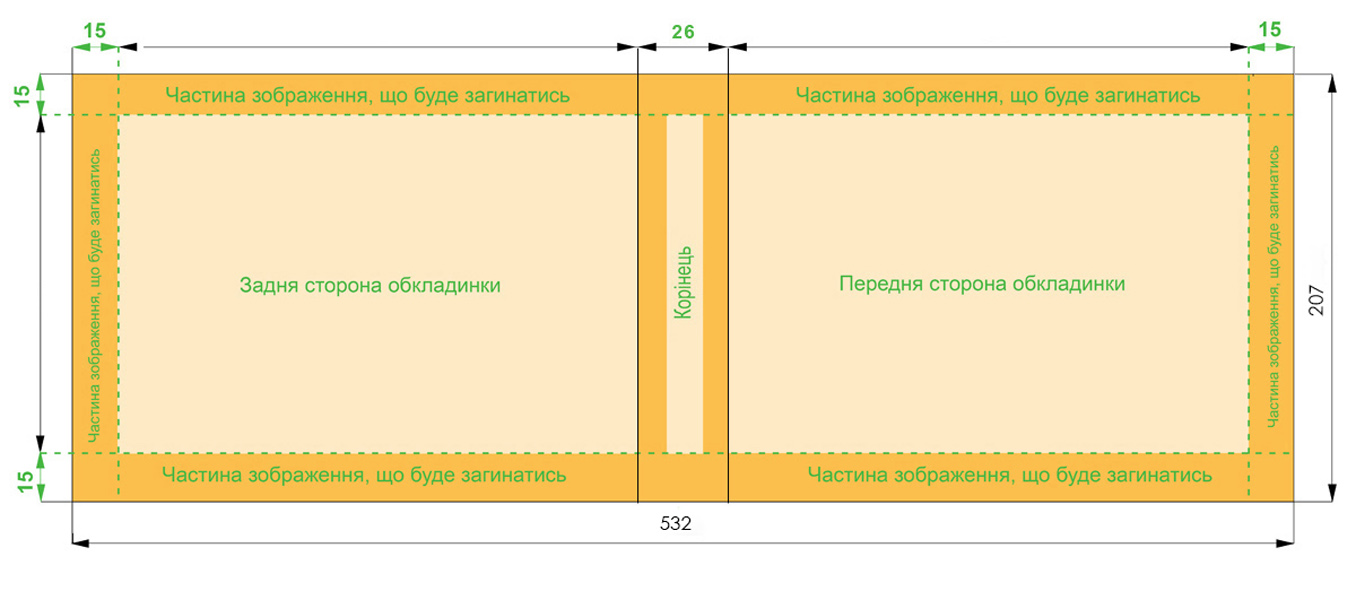 15
26
15
15
Частина зображення, що буде загинатись
Частина зображення, що буде загинатись
Частина зображення, що буде загинатись
Задня сторона обкладинки
Корінець
Передня сторона обкладинки
Частина зображення, що буде загинатись
207
15
Частина зображення, що буде загинатись
Частина зображення, що буде загинатись
532